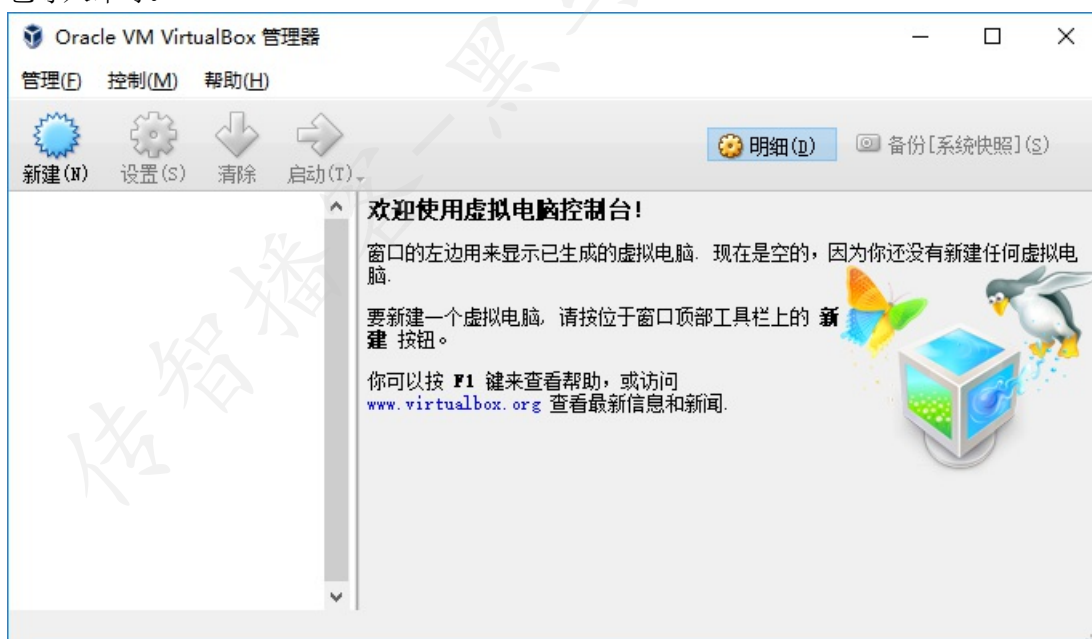 Oracle VM VirtualBox 管理器
管理(F) 控制(M) 帮助(H)
新建(N) 设置(S) 清除 启动(T)
明细(D) 备份[系统快照](S)
欢迎使用虚拟电脑控制台!
窗口的左边用来显示已生成的虚拟电脑. 现在是空的,因为你还没有新建任何虚拟电
脑.
要新建一个虚拟电脑, 请按位于窗口顶部工具栏上的 新
建 按钮。
你可以按 F1 键来查看帮助,或访问
www.virtualbox.org 查看最新信息和新闻.
传智播客一黑